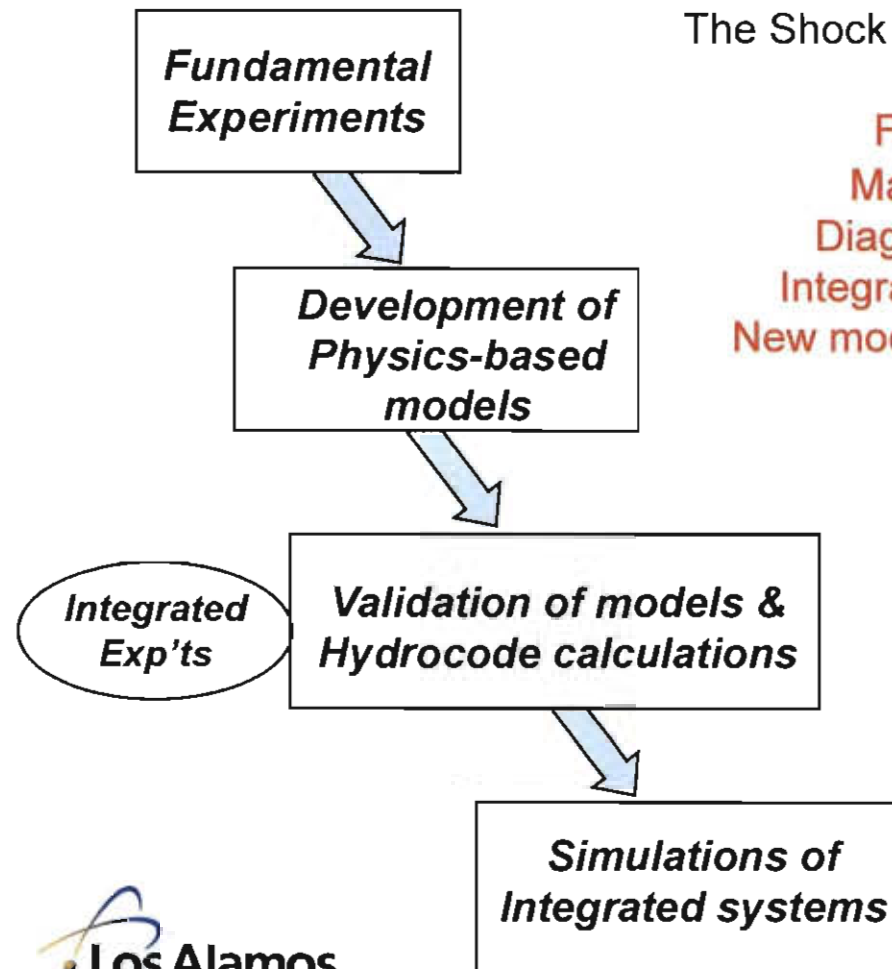 The Shock
Fundamental
Experiments
Development of
Physics-based
models
Integrated
Exp'ts
Validation of models &
Hydrocode calculations
Simulations of
Integrated systems
Los Alamos
New